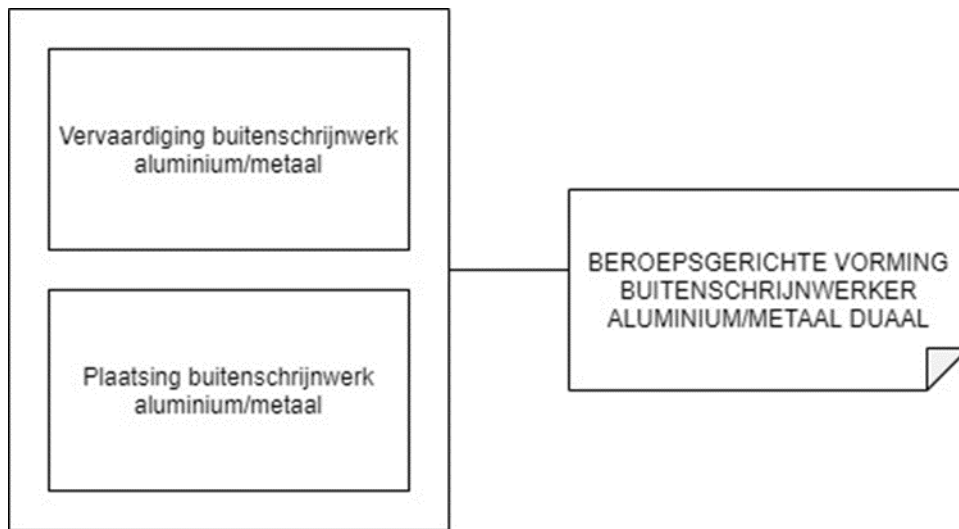 Vervaardiging buitenschrijnwerk
aluminium/metaal
Plaatsing buitenschrijnwerk
aluminium/metaal
BEROEPSGERICHTE VORMING
BUITENSCHRIJNWERKER
ALUMINIUM/METAAL DUAAL